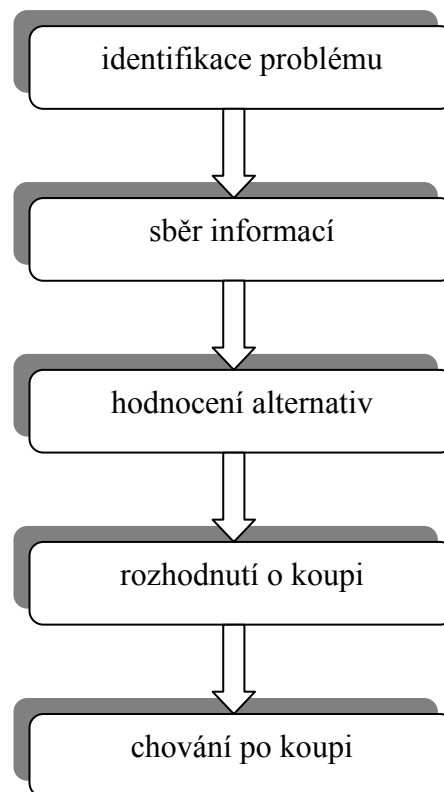 identifikace problému
sběr informací
hodnocení alternativ
rozhodnutí o koupi
chování po koupi